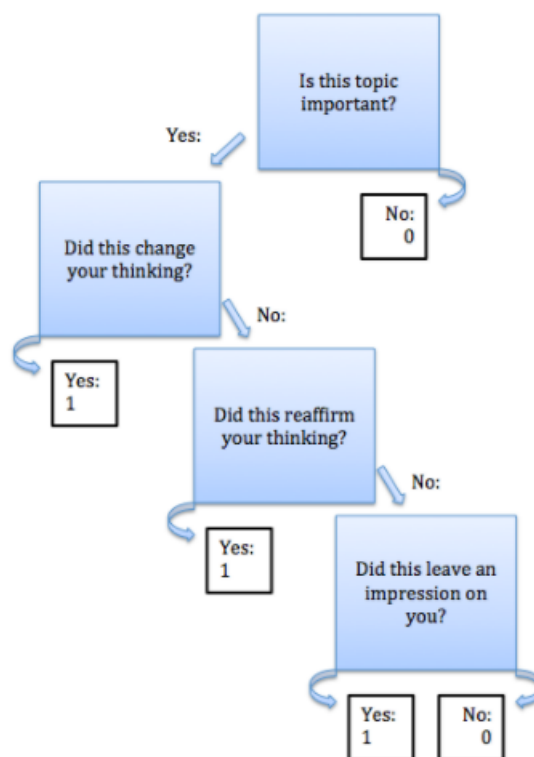 Is this topic
important?
Yes:
No:
0
Did this change
your thinking?
No:
Yes:
1
Did this reaffirm
your thinking?
No:
Yes:
1
Did this leave an
impression on
you?
Yes:
1
No:
0